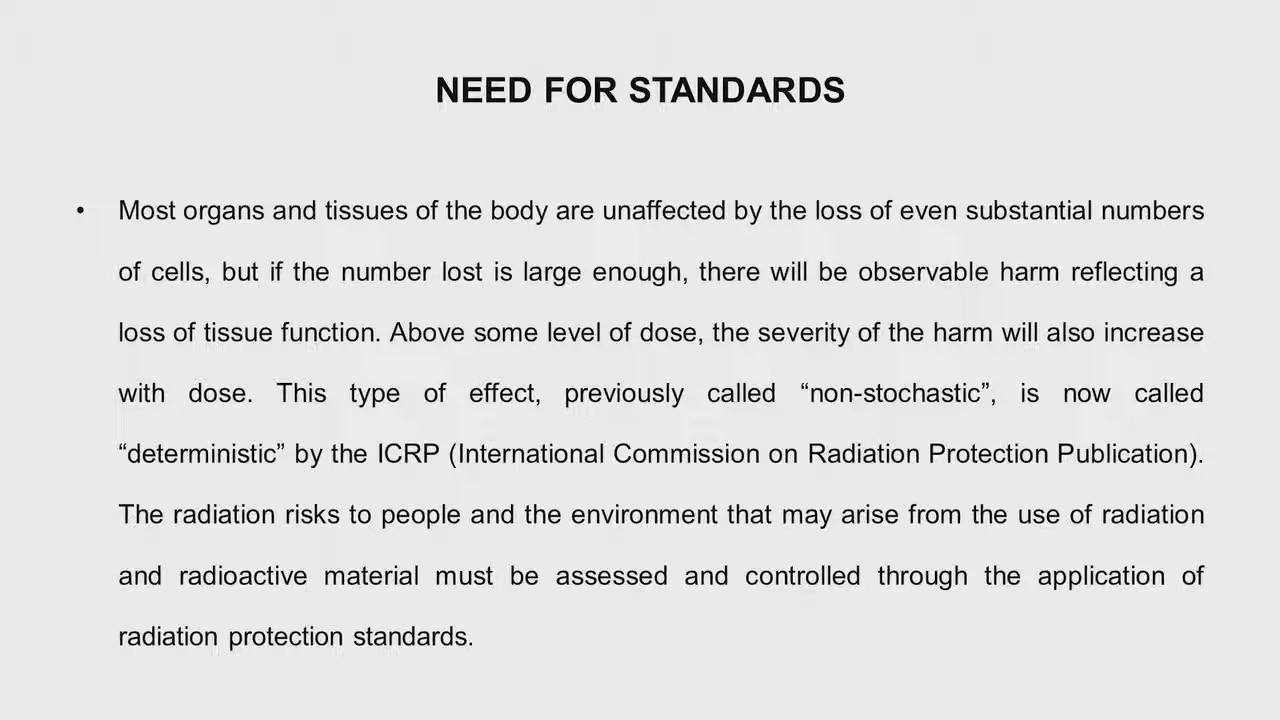 NEED FOR STANDARDS
• Most organs and tissues of the body are unaffected by the loss of even substantial numbers
of cells, but if the number lost is large enough, there will be observable harm reflecting a
loss of tissue function. Above some level of dose, the severity of the harm will also increase
with dose. This type of effect, previously called “non-stochastic”, is now called
“deterministic” by the ICRP (International Commission on Radiation Protection Publication).
The radiation risks to people and the environment that may arise from the use of radiation
and radioactive material must be assessed and controlled through the application of
radiation protection standards.